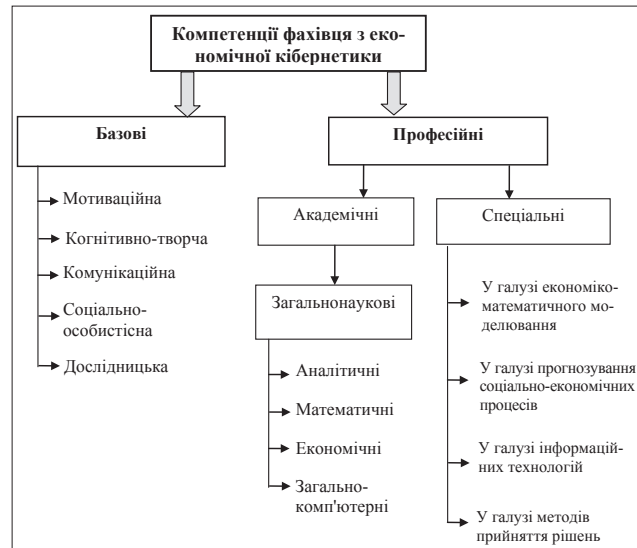 Компетенції фахівця з еко-
номічної кібернетики
Базові
Мотиваційна
Когнітивно-творча
Комунікаційна
Соціально-
особистісна
Дослідницька
Професійні
Академічні
Загальнонаукові
Аналітичні
Математичні
Економічні
Загально-
комп'ютерні
Спеціальні
У галузі економіко-
математичного мо-
делювання
У галузі прогнозування
соціально-економічних
процесів
У галузі інформацій-
них технологій
У галузі методів
прийняття рішень